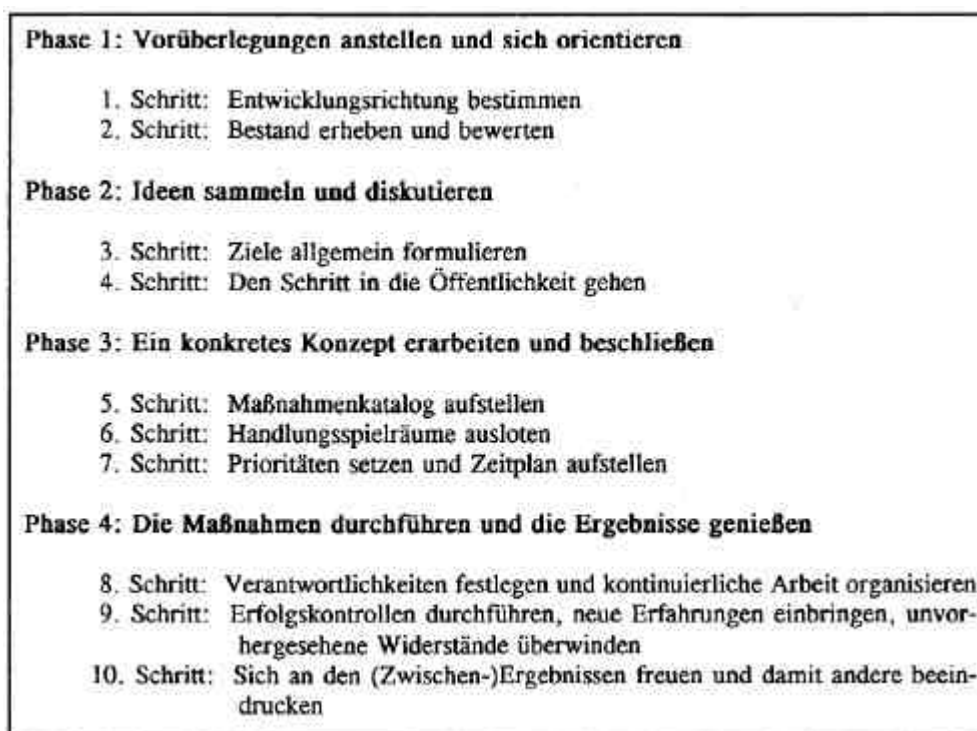 Phase 1: Vorüberlegungen anstellen und sich orientieren
1. Schritt: Entwicklungsrichtung bestimmen
2. Schritt: Bestand erheben und bewerten
Phase 2: Ideen sammeln und diskutieren
3. Schritt: Ziele allgemein formulieren
4. Schritt: Den Schritt in die Öffentlichkeit gehen
Phase 3: Ein konkretes Konzept erarbeiten und beschließen
5. Schritt: Maßnahmenkatalog aufstellen
6. Schritt: Handlungsspielräume ausloten
7. Schritt: Prioritäten setzen und Zeitplan aufstellen
Phase 4: Die Maßnahmen durchführen und die Ergebnisse genießen
8. Schritt: Verantwortlichkeiten festlegen und kontinuierliche Arbeit organisieren
9. Schritt: Erfolgskontrollen durchführen, neue Erfahrungen einbringen, unvor-
hergesehene Widerstände überwinden
10. Schritt: Sich an den (Zwischen-)Ergebnissen freuen und damit andere beein-
drucken